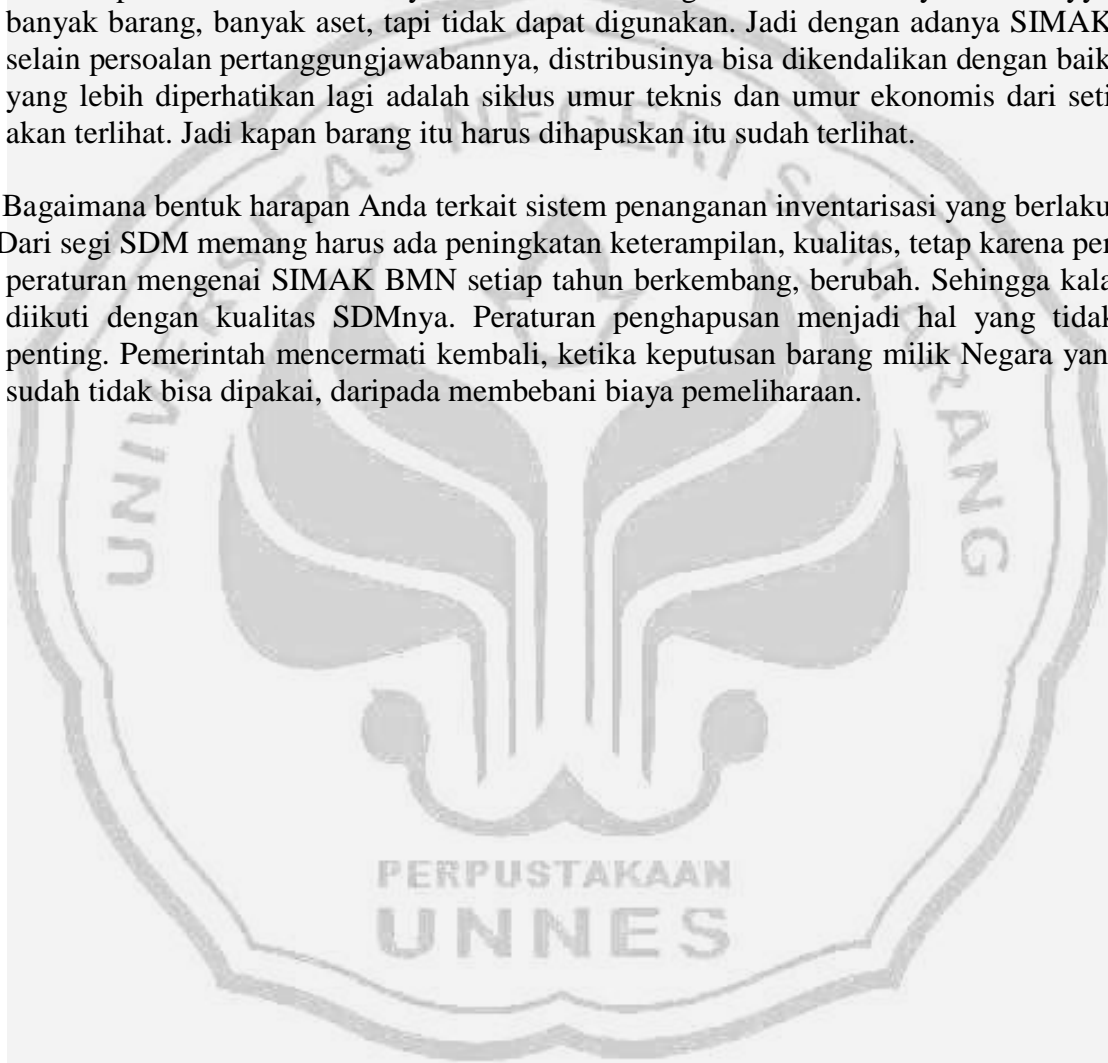 banyak barang, banyak aset, tapi tidak dapat digunakan. Jadi dengan adanya SIMAK
selain persoalan pertanggungjawabannya, distribusinya bisa dikendalikan dengan baik
yang lebih diperhatikan lagi adalah siklus umur teknis dan umur ekonomis dari seti
akan terlihat. Jadi kapan barang itu harus dihapuskan itu sudah terlihat.
Bagaimana bentuk harapan Anda terkait sistem penanganan inventarisasi yang berlaku
Dari segi SDM memang harus ada peningkatan keterampilan, kualitas, tetap karena per
peraturan mengenai SIMAK BMN setiap tahun berkembang, berubah. Sehingga kala
diikuti dengan kualitas SDMnya. Peraturan penghapusan menjadi hal yang tidak
penting. Pemerintah mencermati kembali, ketika keputusan barang milik Negara yan
sudah tidak bisa dipakai, daripada membebani biaya pemeliharaan.
UNIVERSITAS NEGERI SEMARANG
PERPUSTAKAAN
UNNES